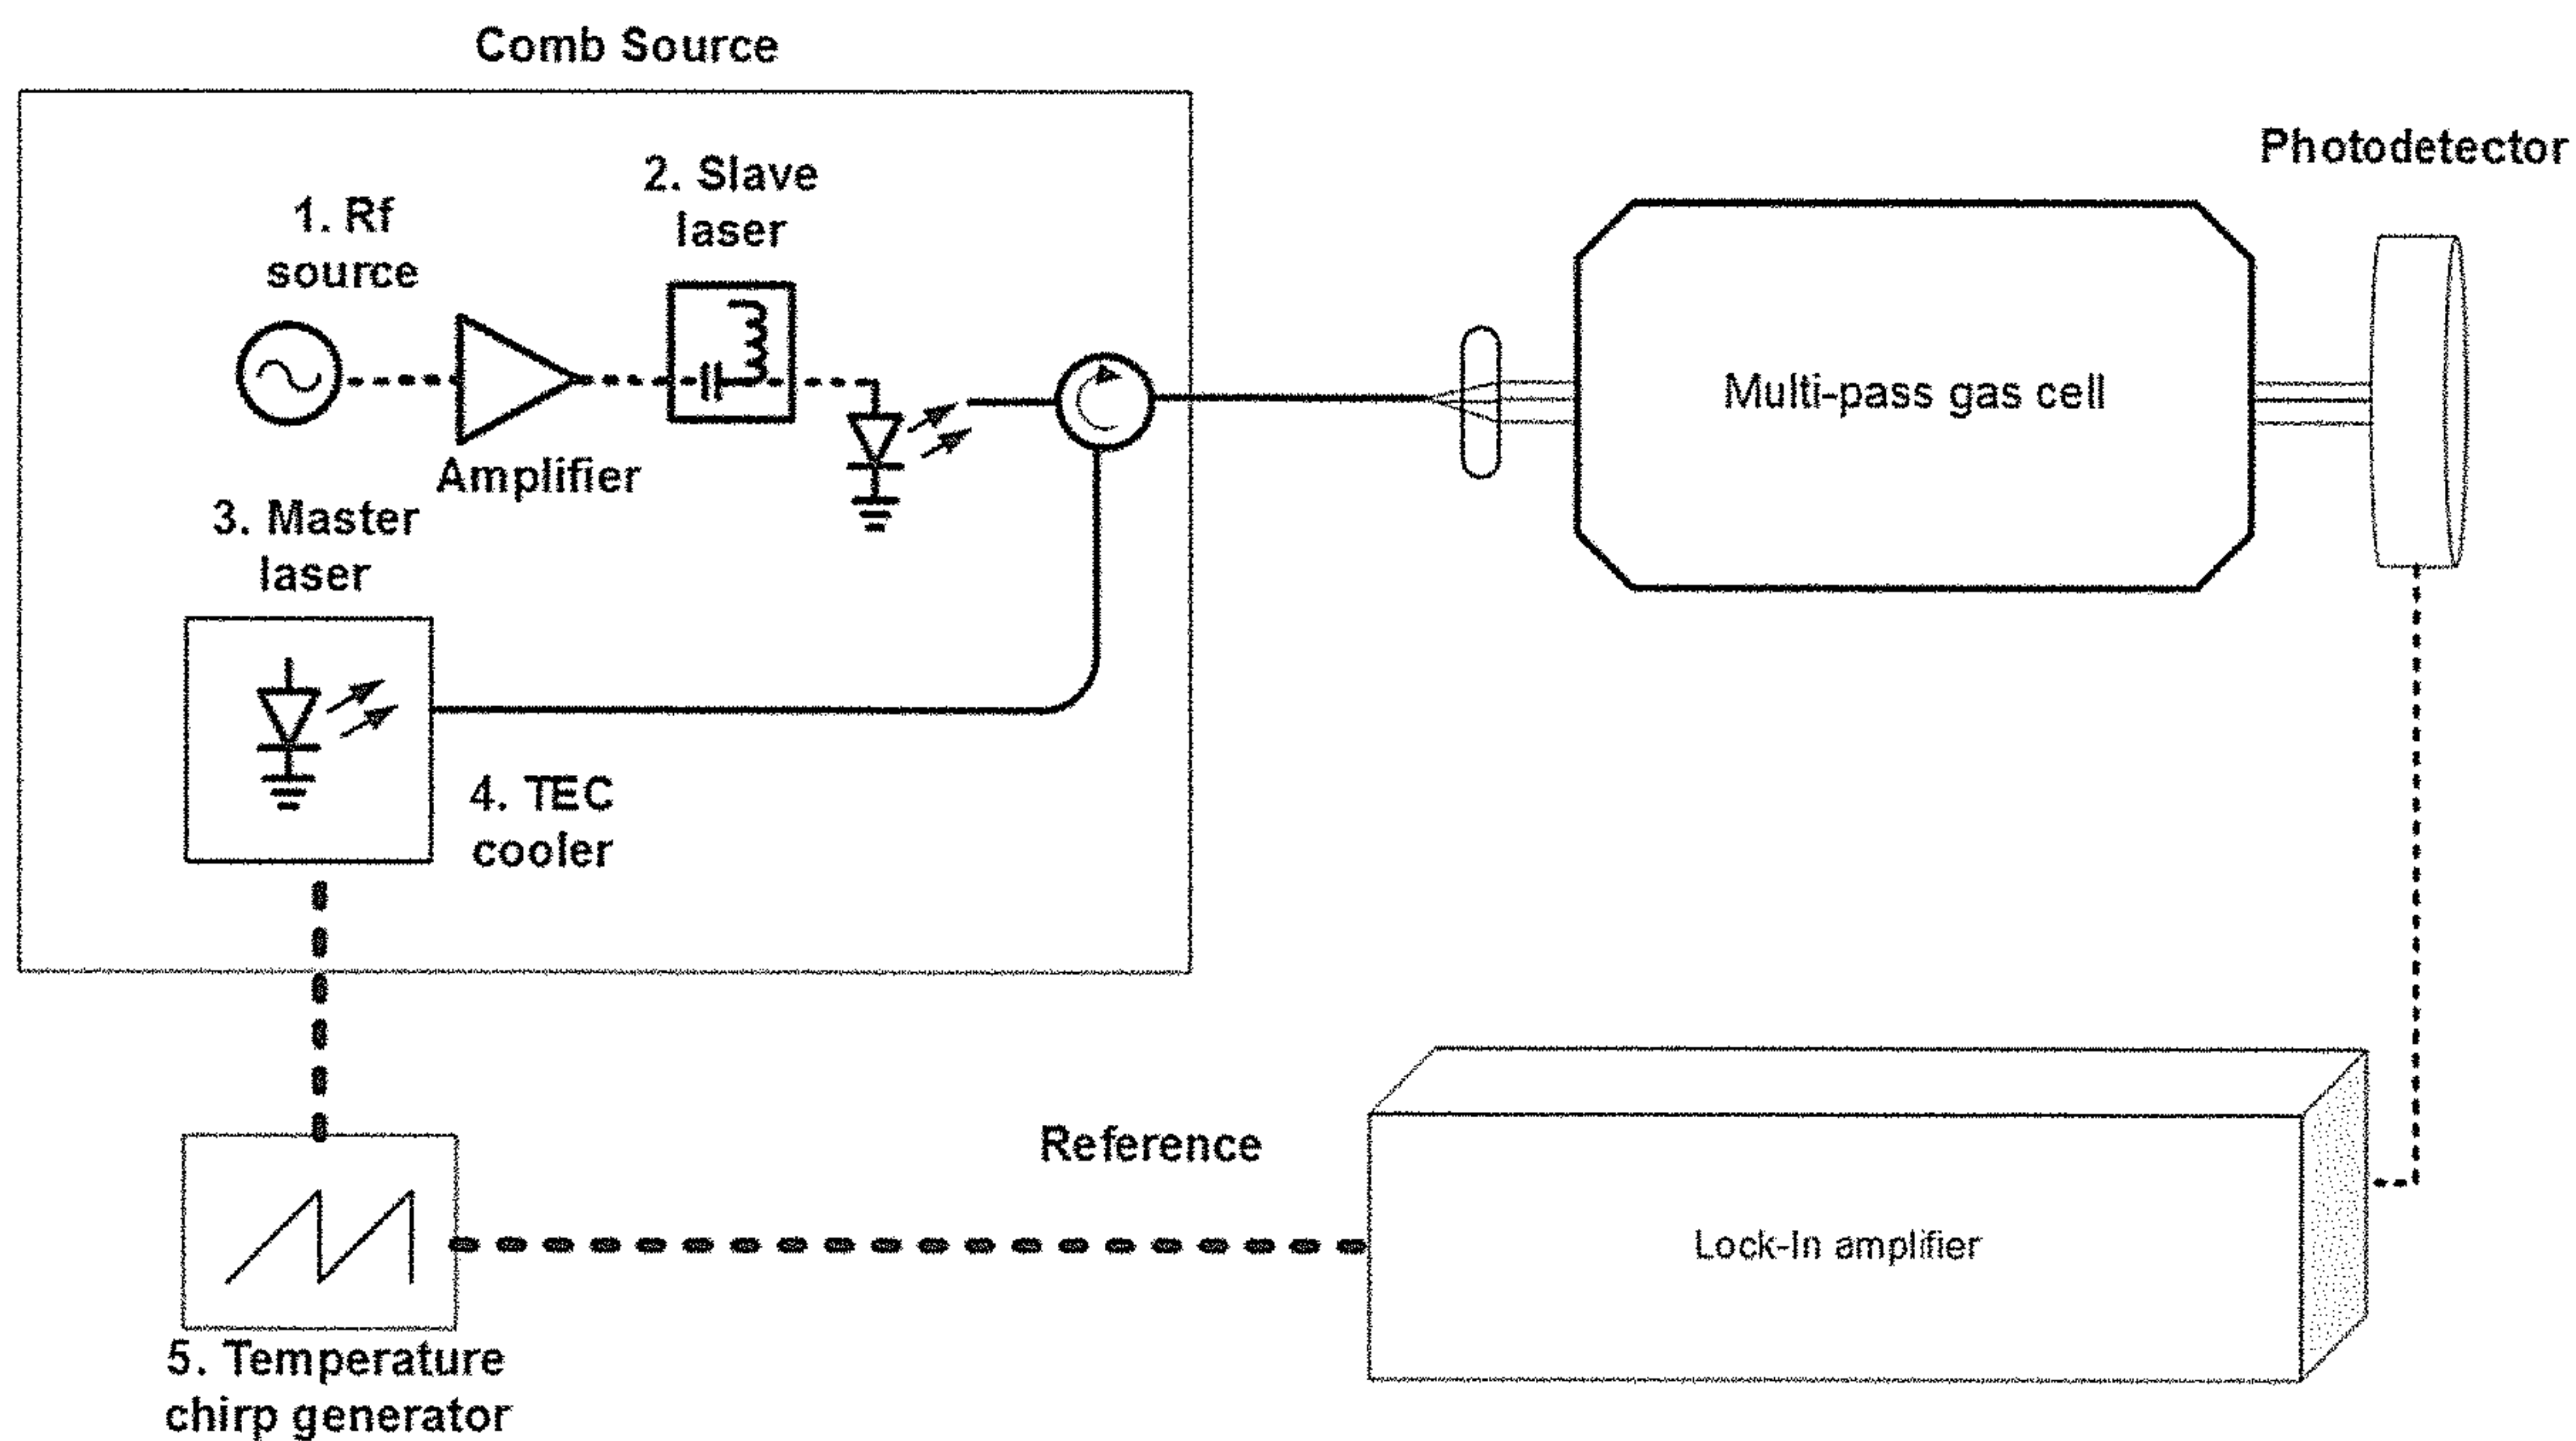 Comb Source
Photodetector
2. Slave
laser
1. Rf
source
Multi-pass gas cell
Amplifier
3. Master
laser
4. TEC
cooler
Reference
Lock-In amplifier
5. Temperature
chirp generator